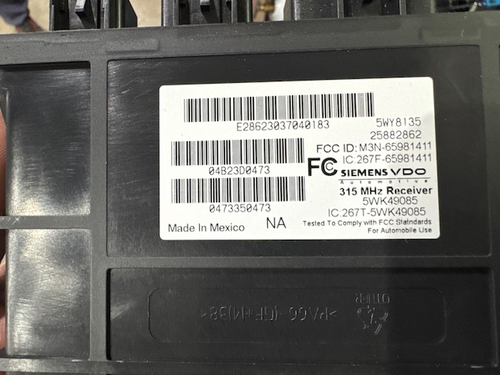 E28623037040183
5WY8135
25882862
FCC ID: M3N-65981411
IC 267F-65981411
04B23D0473
FC SIEMENS VDO
Automotive
315 MHz Receiver
5WK49085
0473350473
IC 267T-5WK49085
Made In Mexico NA
Tested To Comply with FCC Statndards
For Automobile Use